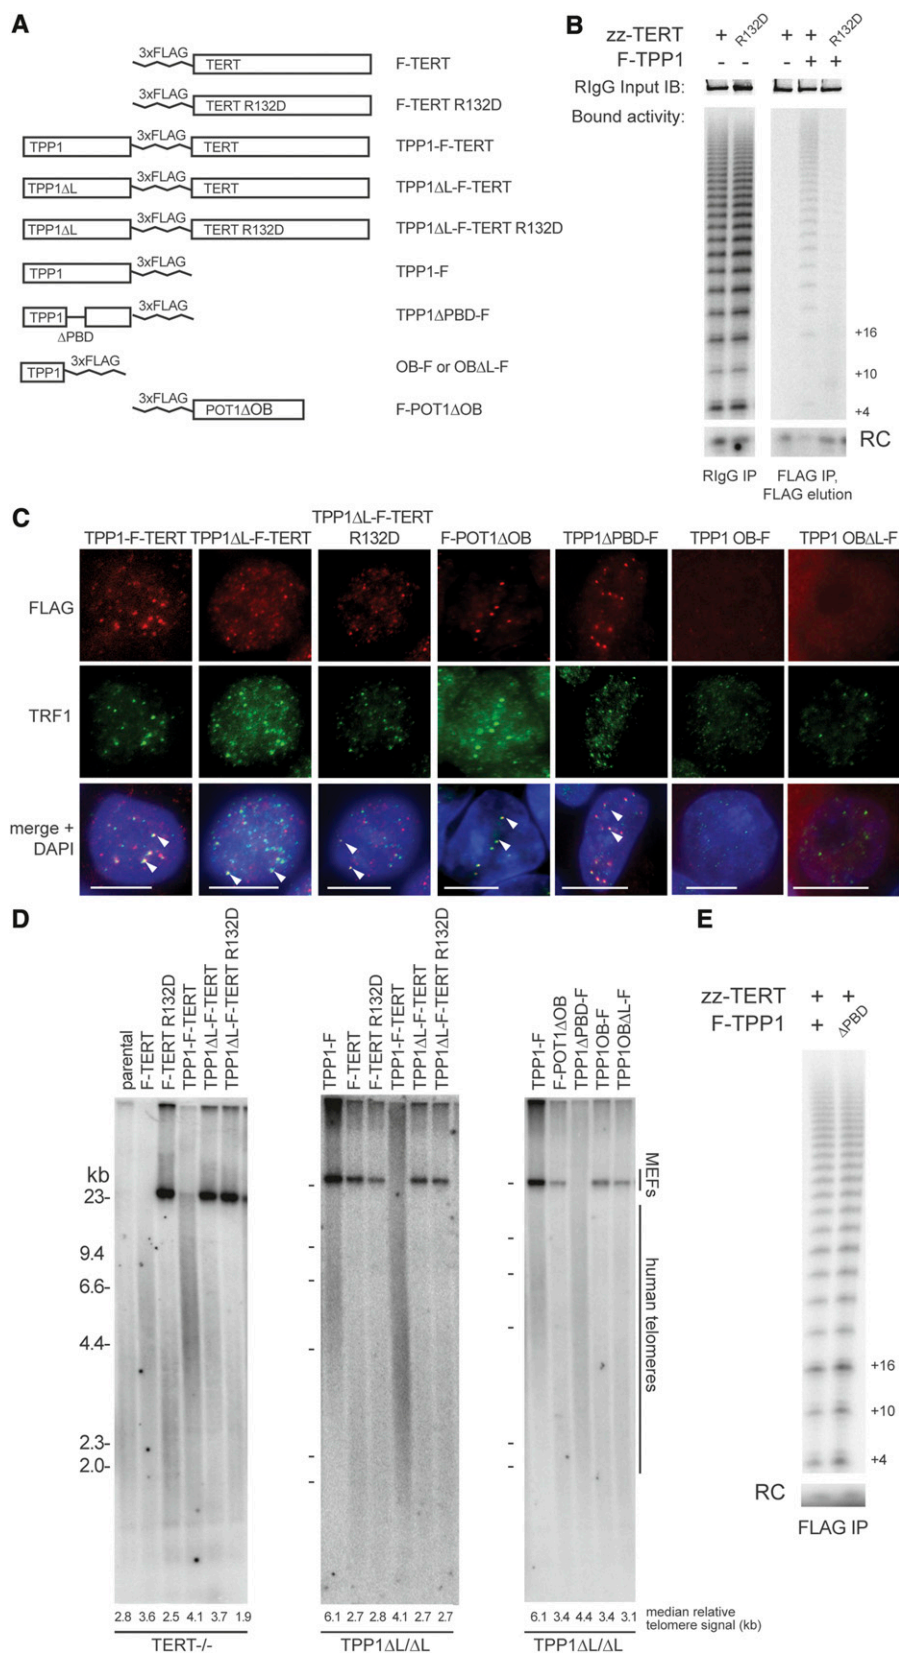 A
3xFLAG
TERT
F-TERT
3xFLAG
TERT R132D
F-TERT R132D
3xFLAG
TPP1
TERT
TPP1-F-TERT
3xFLAG
TPP1ΔL
TERT
TPP1ΔL-F-TERT
3xFLAG
TPP1ΔL
TERT R132D
TPP1ΔL-F-TERT R132D
3xFLAG
TPP1
TPP1-F
3xFLAG
TPP1
ΔPBD
TPP1ΔPBD-F
3xFLAG
TPP1
OB-F or OBΔL-F
3xFLAG
POT1ΔOB
F-POT1ΔOB
B
zz-TERT + R132D + + R132D
F-TPP1 - - - + +
RIgG Input IB:
Bound activity:
+16
+10
+4
RC
RIgG IP
FLAG IP,
FLAG elution
C
TPP1-F-TERT
TPP1ΔL-F-TERT
TPP1ΔL-F-TERT
R132D
F-POT1ΔOB
TPP1ΔPBD-F
TPP1 OB-F
TPP1 OBΔL-F
FLAG
TRF1
merge +
DAPI
D
parental
F-TERT
F-TERT R132D
TPP1-F-TERT
TPP1ΔL-F-TERT
TPP1ΔL-F-TERT R132D
TPP1-F
F-TERT
F-TERT R132D
TPP1-F-TERT
TPP1ΔL-F-TERT
TPP1ΔL-F-TERT R132D
TPP1-F
F-POT1ΔOB
TPP1ΔPBD-F
TPP1OB-F
TPP1OBΔL-F
kb
23-
9.4
6.6-
4.4-
2.3-
2.0-
MEFs
human telomeres
2.8 3.6 2.5 4.1 3.7 1.9
6.1 2.7 2.8 4.1 2.7 2.7
6.1 3.4 4.4 3.4 3.1
median relative
telomere signal (kb)
TERT-/-
TPP1ΔL/ΔL
TPP1ΔL/ΔL
E
zz-TERT + +
F-TPP1 + ΔPBD
+16
+10
+4
RC
FLAG IP